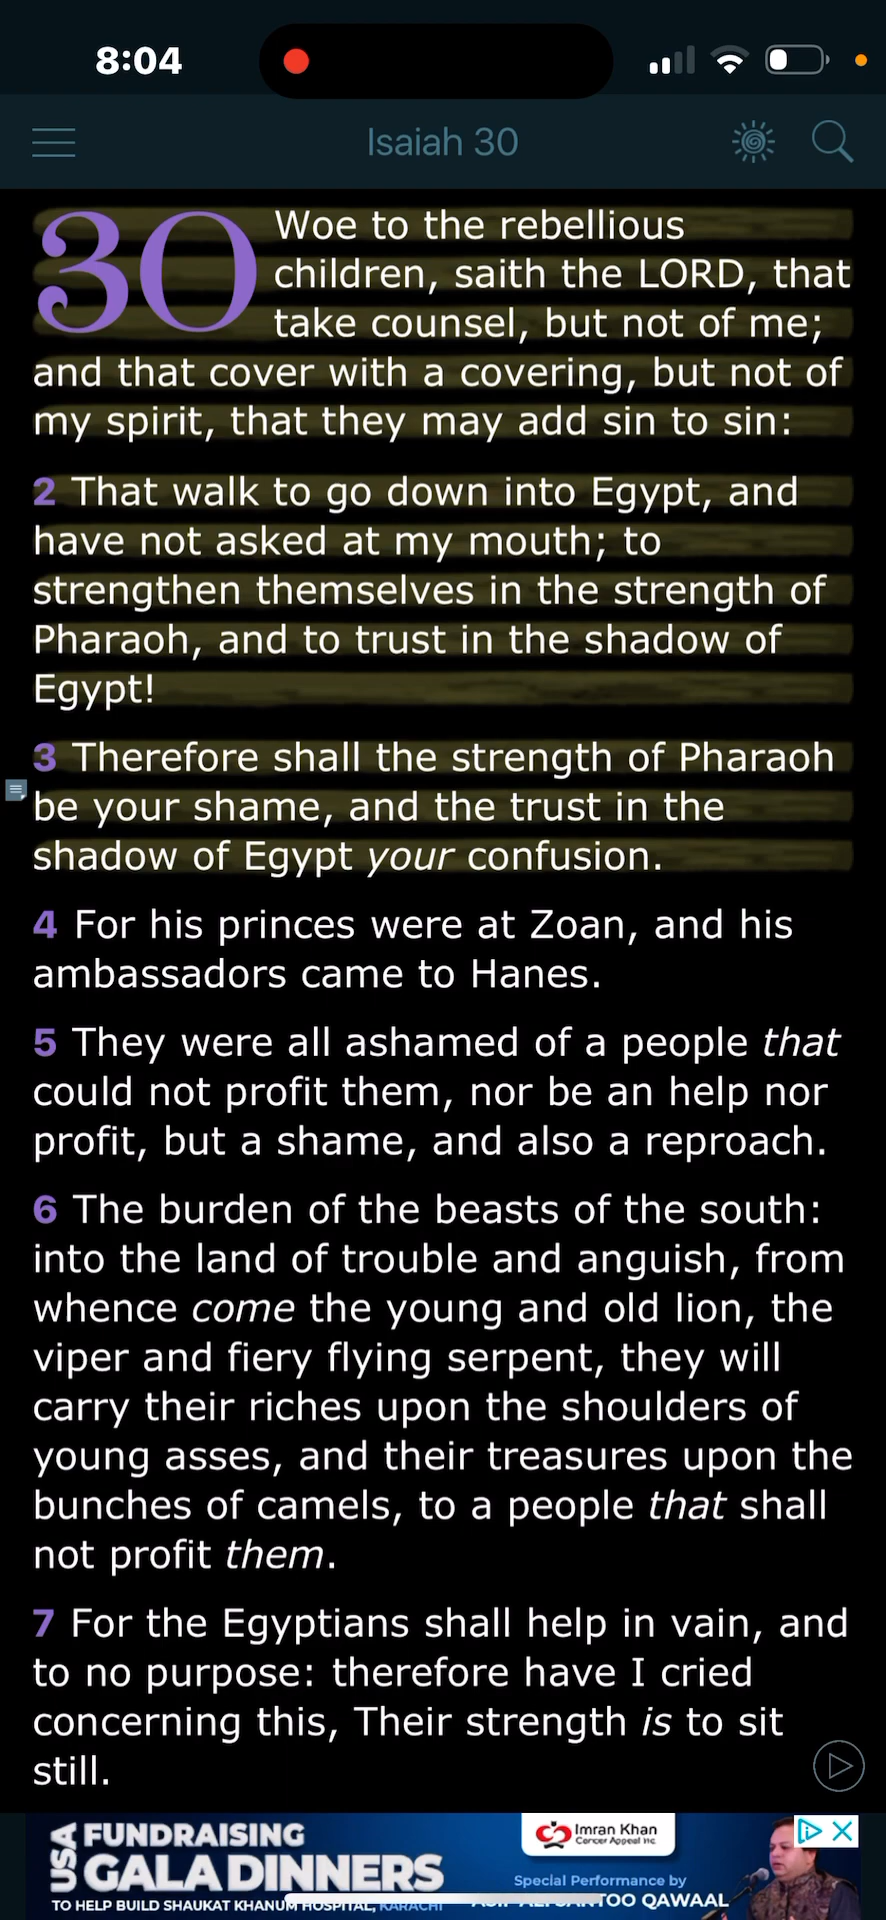 8:04
Isaiah 30
30 Woe to the rebellious
children, saith the LORD, that
take counsel, but not of me;
and that cover with a covering, but not of
my spirit, that they may add sin to sin:
2 That walk to go down into Egypt, and
have not asked at my mouth; to
strengthen themselves in the strength of
Pharaoh, and to trust in the shadow of
Egypt!
3 Therefore shall the strength of Pharaoh
be your shame, and the trust in the
shadow of Egypt your confusion.
4 For his princes were at Zoan, and his
ambassadors came to Hanes.
5 They were all ashamed of a people that
could not profit them, nor be an help nor
profit, but a shame, and also a reproach.
6 The burden of the beasts of the south:
into the land of trouble and anguish, from
whence come the young and old lion, the
viper and fiery flying serpent, they will
carry their riches upon the shoulders of
young asses, and their treasures upon the
bunches of camels, to a people that shall
not profit them.
7 For the Egyptians shall help in vain, and
to no purpose: therefore have I cried
concerning this, Their strength is to sit
still.
USA
FUNDRAISING
GALA DINNERS
TO HELP BUILD SHAUKAT KHANUM HOSPITAL, KARACHI
Imran Khan
Cancer Appeal Inc
Special Performance by
QAWAAL